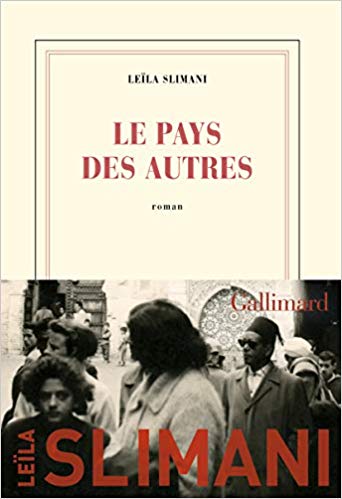 LEÏLA SLIMANI
LE PAYS
DES AUTRES
roman
Gallimard
LEÏLA
SLIMANI